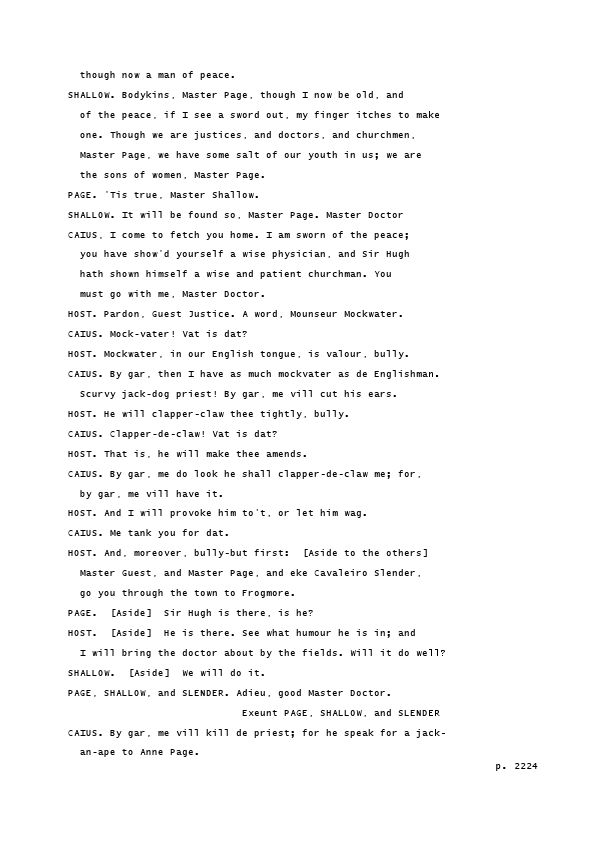 though now a man of peace.
SHALLOW. Bodykins, Master Page, though I now be old, and
of the peace, if I see a sword out, my finger itches to make
one. Though we are justices, and doctors, and churchmen,
Master Page, we have some salt of our youth in us; we are
the sons of women, Master Page.
PAGE. 'Tis true, Master Shallow.
SHALLOW. It will be found so, Master Page. Master Doctor
CAIUS, I come to fetch you home. I am sworn of the peace;
you have show'd yourself a wise physician, and Sir Hugh
hath shown himself a wise and patient churchman. You
must go with me, Master Doctor.
HOST. Pardon, Guest Justice. A word, Mounseur Mockwater.
CAIUS. Mock-vater! Vat is dat?
HOST. Mockwater, in our English tongue, is valour, bully.
CAIUS. By gar, then I have as much mockvater as de Englishman.
Scurvy jack-dog priest! By gar, me vill cut his ears.
HOST. He will clapper-claw thee tightly, bully.
CAIUS. Clapper-de-claw! Vat is dat?
HOST. That is, he will make thee amends.
CAIUS. By gar, me do look he shall clapper-de-claw me; for,
by gar, me vill have it.
HOST. And I will provoke him to't, or let him wag.
CAIUS. Me tank you for dat.
HOST. And, moreover, bully-but first:  [Aside to the others]
Master Guest, and Master Page, and eke Cavaleiro Slender,
go you through the town to Frogmore.
PAGE.  [Aside]  Sir Hugh is there, is he?
HOST.  [Aside]  He is there. See what humour he is in; and
I will bring the doctor about by the fields. Will it do well?
SHALLOW.  [Aside]  We will do it.
PAGE, SHALLOW, and SLENDER. Adieu, good Master Doctor.
Exeunt PAGE, SHALLOW, and SLENDER
CAIUS. By gar, me vill kill de priest; for he speak for a jack-
an-ape to Anne Page.
p. 2224